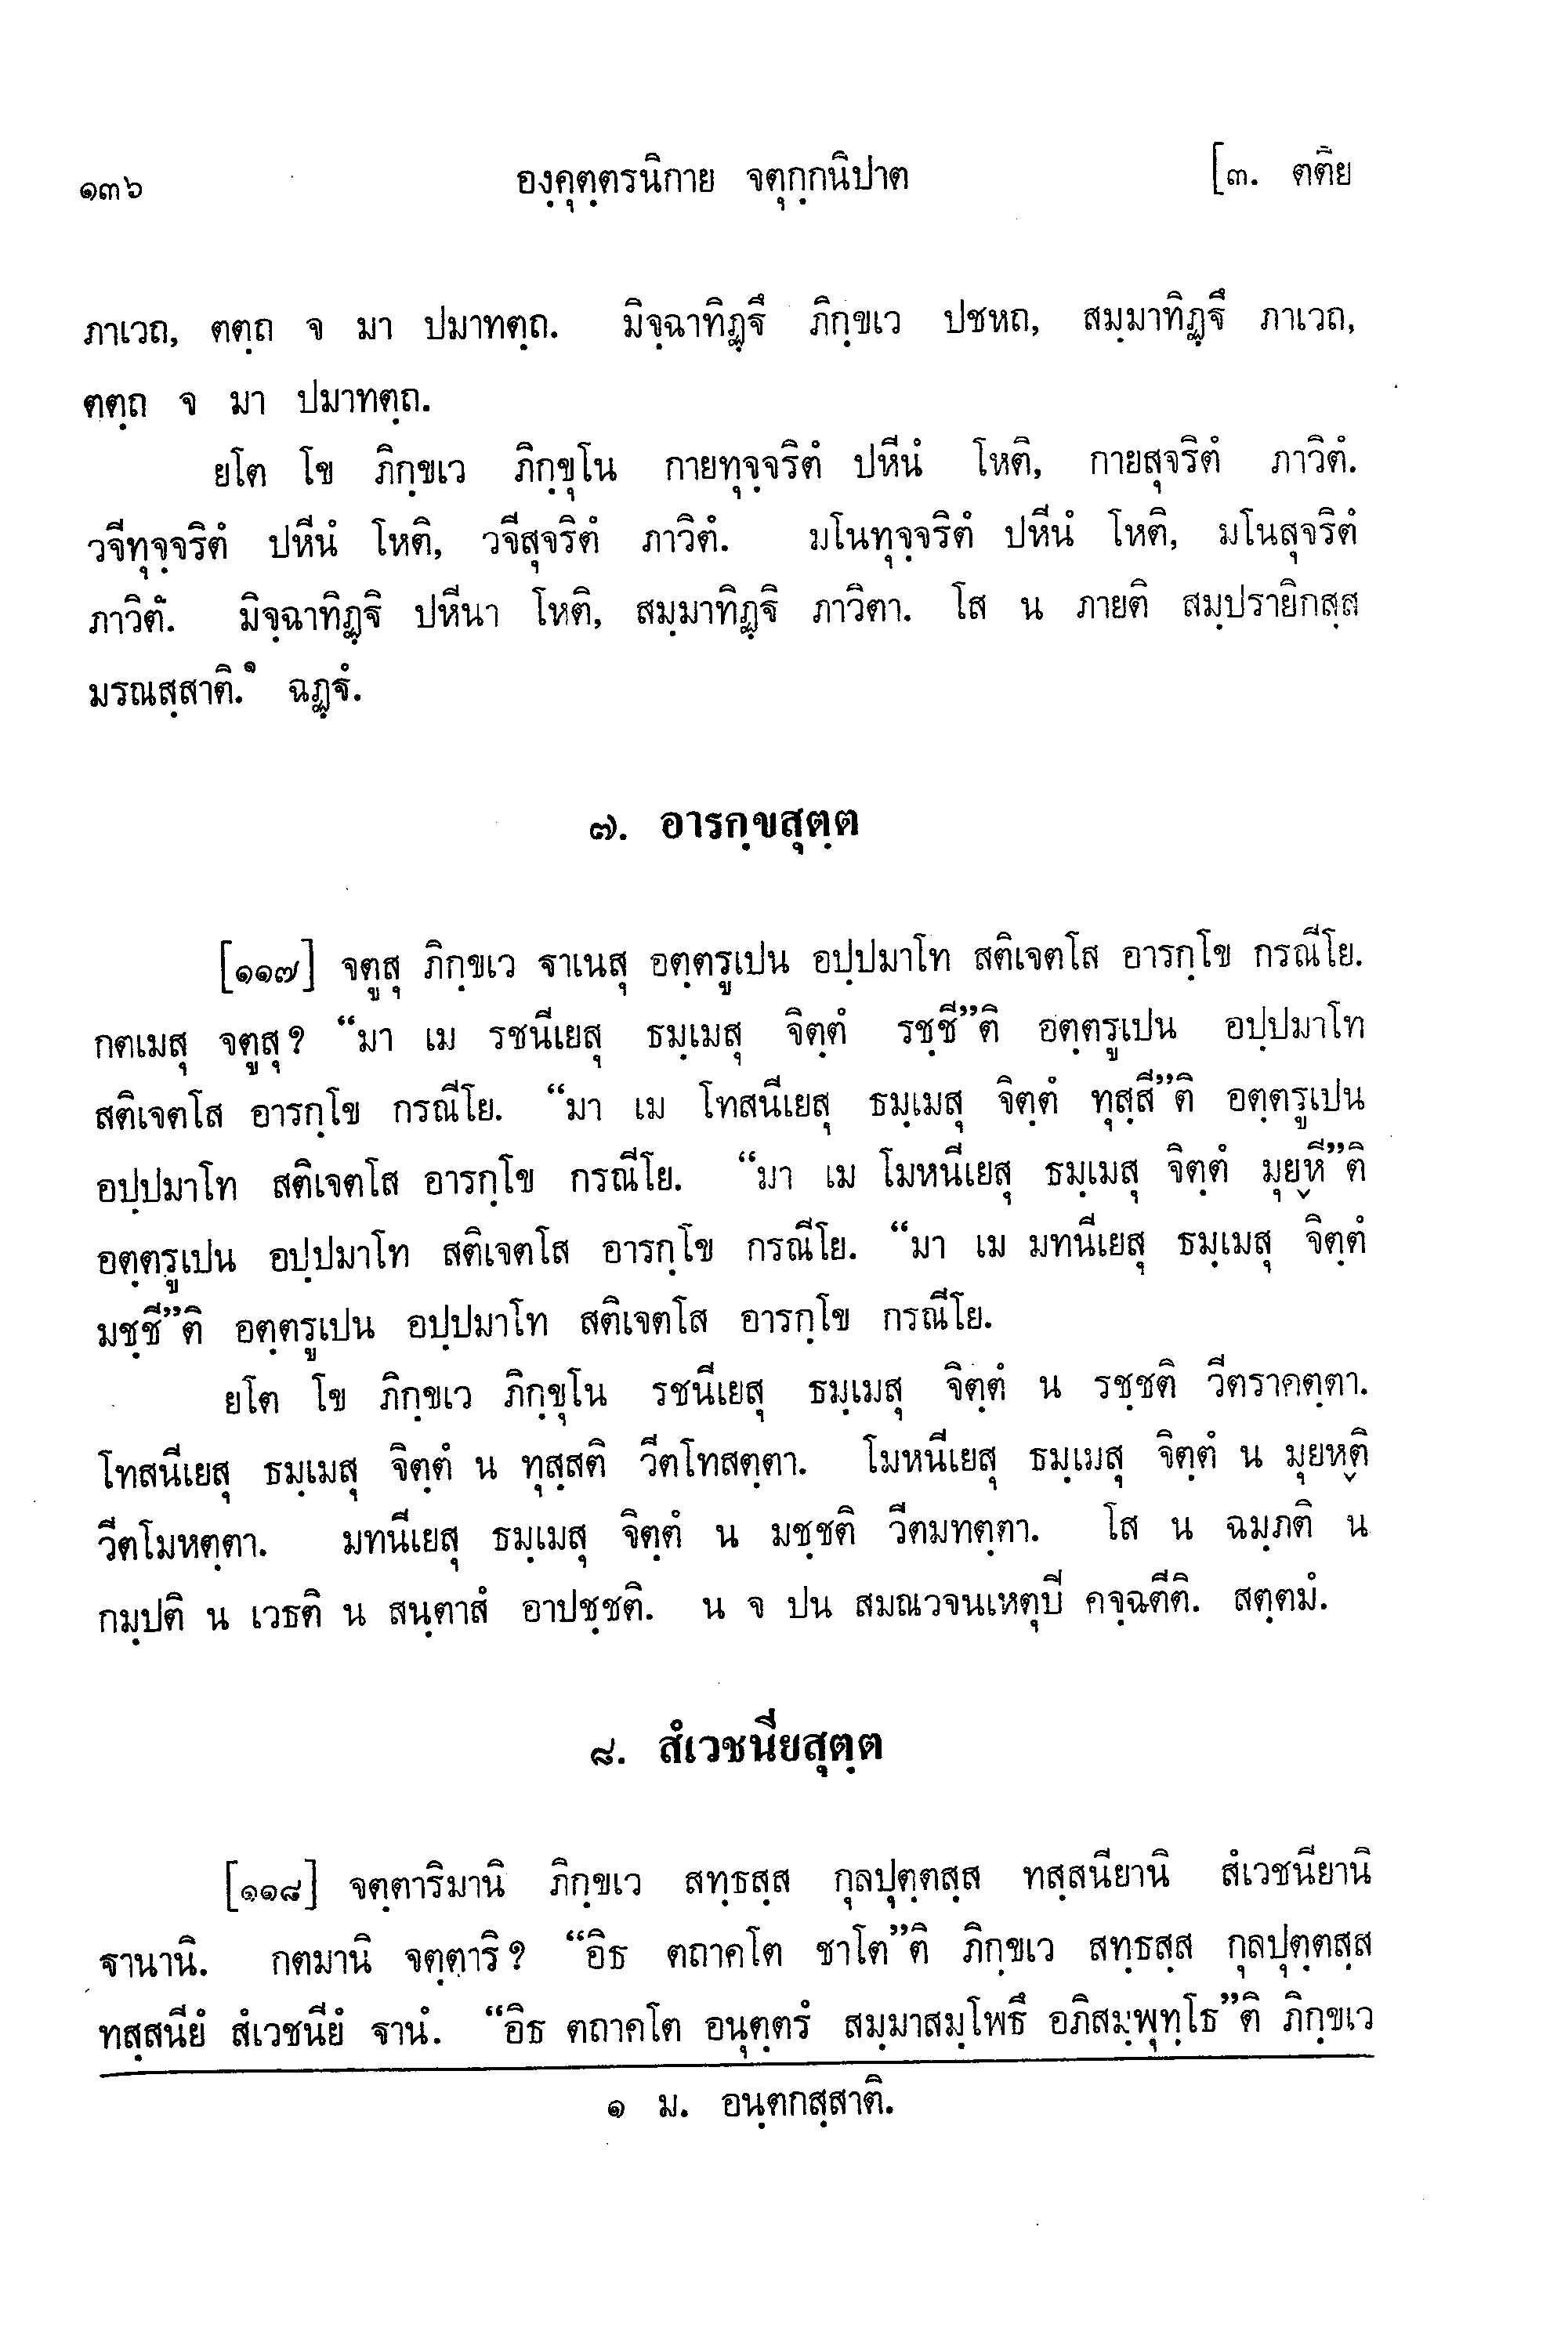 ๑๓๖ องฺคุตฺตรนิกาย จตุกฺกนิปาต [๓. ตติย
ภาเวถ, ตตฺถ จ มา ปมาทตฺถ. มิจฺฉาทิฏฺฐึ ภิกฺขเว ปชหถ, สมฺมาทิฏฺฐึ ภาเวถ,
ตตฺถ จ มา ปมาทตฺถ.
ยโต โข ภิกฺขเว ภิกฺขุโน กายทุจฺจริตํ ปหีนํ โหติ, กายสุจริตํ ภาวิตํ.
วจีทุจฺจริตํ ปหีนํ โหติ, วจีสุจริตํ ภาวิตํ. มโนทุจฺจริตํ ปหีนํ โหติ, มโนสุจริตํ
ภาวิตํ. มิจฺฉาทิฏฺฐิ ปหีนา โหติ, สมฺมาทิฏฺฐิ ภาวิตา. โส น ภายติ สมฺปรายิกสฺส
มรณสฺสาติ.๑ ฉฏฺฐํ.
๗. อารกฺขสุตฺต
[๑๑๗] จตูสุ ภิกฺขเว ฐาเนสุ อตฺตรูเปน อปฺปมาโท สติเจตโส อารกฺโข กรณีโย.
กตเมสุ จตูสุ? “มา เม รชนีเยสุ ธมฺเมสุ จิตฺตํ รชฺชี”ติ อตฺตรูเปน อปฺปมาโท
สติเจตโส อารกฺโข กรณีโย. “มา เม โทสนีเยสุ ธมฺเมสุ จิตฺตํ ทุสฺสี”ติ อตฺตรูเปน
อปฺปมาโท สติเจตโส อารกฺโข กรณีโย. “มา เม โมหนีเยสุ ธมฺเมสุ จิตฺตํ มุยฺหี”ติ
อตฺตรูเปน อปฺปมาโท สติเจตโส อารกฺโข กรณีโย. “มา เม มทนีเยสุ ธมฺเมสุ จิตฺตํ
มชฺชี”ติ อตฺตรูเปน อปฺปมาโท สติเจตโส อารกฺโข กรณีโย.
ยโต โข ภิกฺขเว ภิกฺขุโน รชนีเยสุ ธมฺเมสุ จิตฺตํ น รชฺชติ วีตราคตฺตา.
โทสนีเยสุ ธมฺเมสุ จิตฺตํ น ทุสฺสติ วีตโทสตฺตา. โมหนีเยสุ ธมฺเมสุ จิตฺตํ น มุยหฺติ
วีตโมหตฺตา. มทนีเยสุ ธมฺเมสุ จิตฺตํ น มชฺชติ วีตมทตฺตา. โส น ฉมฺภติ น
กมฺปติ น เวธติ น สนฺตาสํ อาปชฺชติ. น จ ปน สมณวจนเหตุปิ คจฺฉตีติ. สตฺตมํ.
๘. สํเวชนียสุตฺต
[๑๑๘] จตฺตาริมานิ ภิกฺขเว สทฺธสฺส กุลปุตฺตสฺส ทสฺสนียานิ สํเวชนียานิ
ฐานานิ. กตมานิ จตฺตาริ? “อิธ ตถาคโต ชาโต”ติ ภิกฺขเว สทฺธสฺส กุลปุตฺตสฺส
ทสฺสนียํ สํเวชนียํ ฐานํ. “อิธ ตถาคโต อนุตฺตรํ สมฺมาสมฺโพธึ อภิสมฺพุทฺโธ”ติ ภิกฺขเว
๑ ม. อนฺตกสฺสาติ.